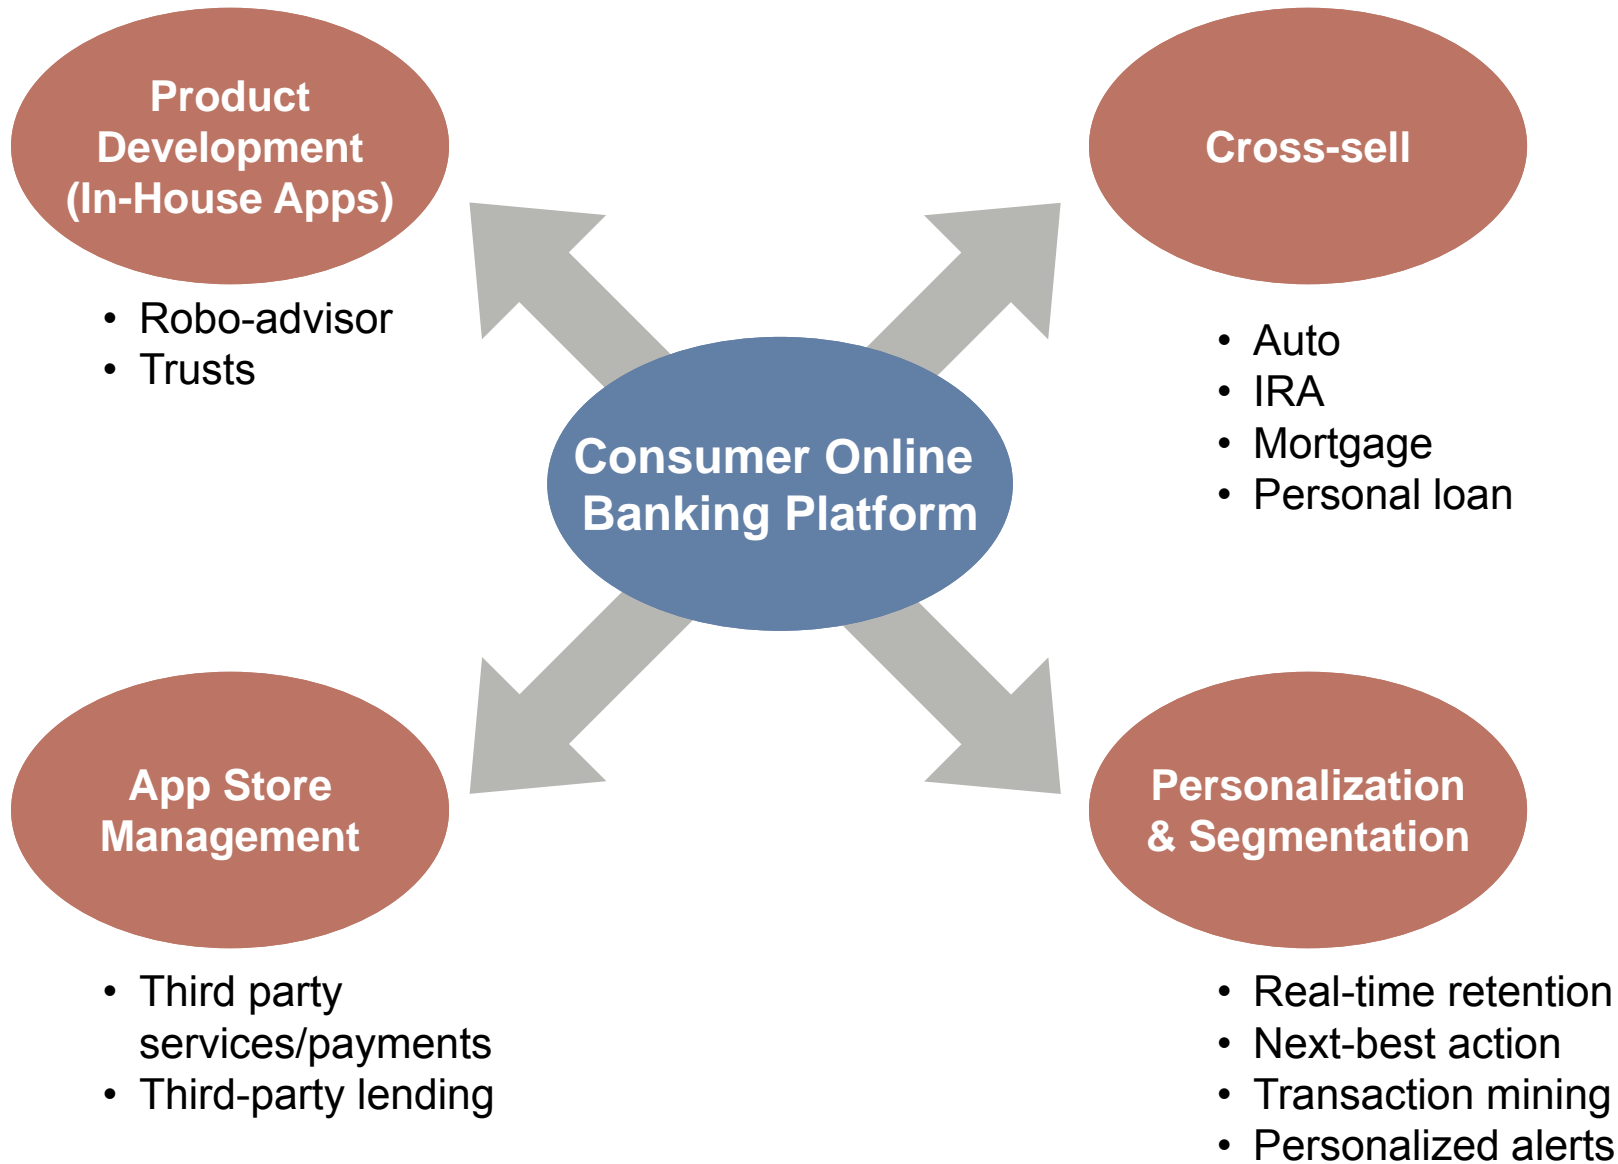 Product
Development
(In-House Apps)
• Robo-advisor
• Trusts
Cross-sell
• Auto
• IRA
• Mortgage
• Personal loan
Consumer Online
Banking Platform
App Store
Management
• Third party
services/payments
• Third-party lending
Personalization
& Segmentation
• Real-time retention
• Next-best action
• Transaction mining
• Personalized alerts